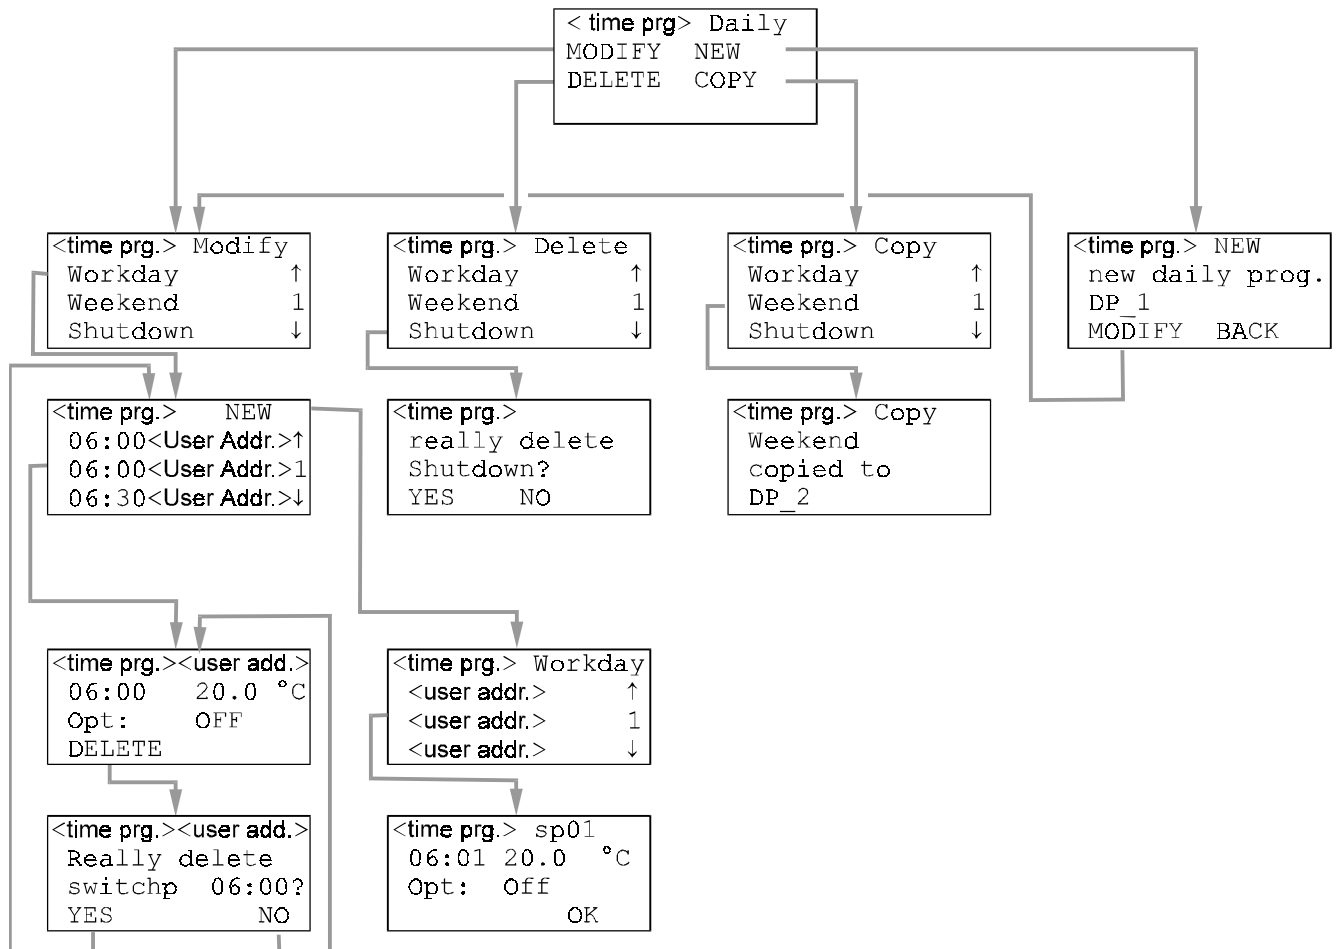 < time prg> Daily
MODIFY NEW
DELETE COPY
<time prg.> Modify
Workday ↑
Weekend 1
Shutdown ↓
<time prg.> Delete
Workday ↑
Weekend 1
Shutdown ↓
<time prg.> Copy
Workday ↑
Weekend 1
Shutdown ↓
<time prg.> NEW
new daily prog.
DP_1
MODIFY BACK
<time prg.> NEW
06:00<User Addr.>↑
06:00<User Addr.>1
06:30<User Addr.>↓
<time prg.>
really delete
Shutdown?
YES NO
<time prg.> Copy
Weekend
copied to
DP_2
<time prg.><user add.>
06:00 20.0 °C
Opt: OFF
DELETE
<time prg.> Workday
<user addr.> ↑
<user addr.> 1
<user addr.> ↓
<time prg.><user add.>
Really delete
switchp 06:00?
YES NO
<time prg.> sp01
06:01 20.0 °C
Opt: Off
OK